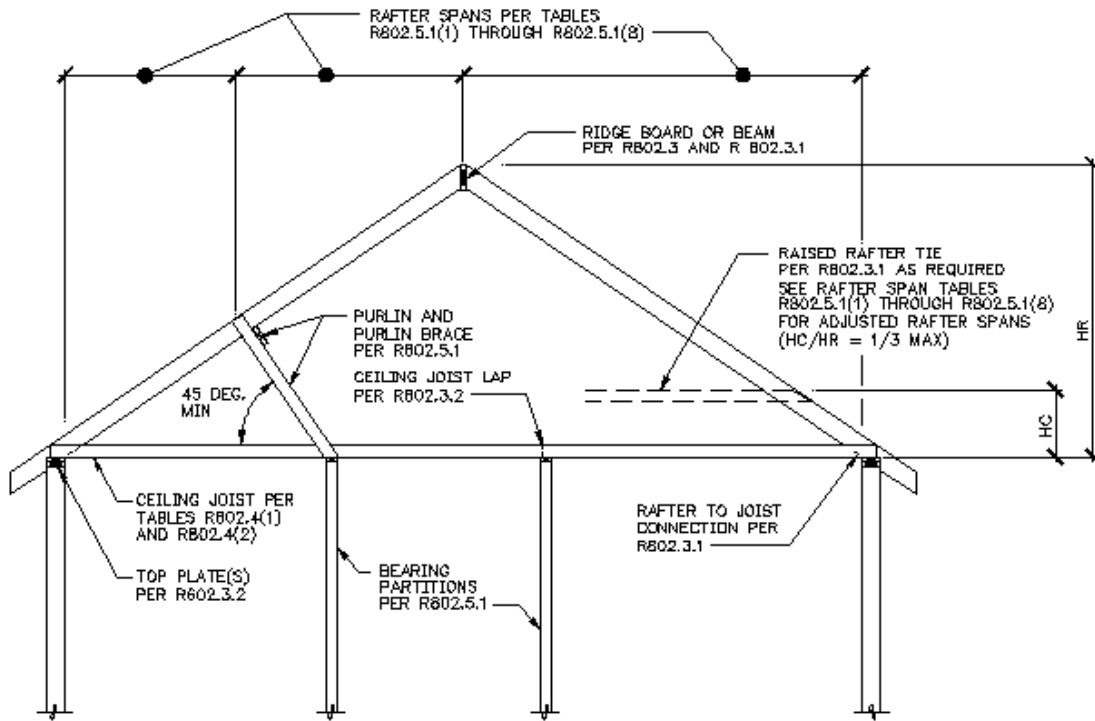 RAFTER SPANS PER TABLES
R802.5.1(1) THROUGH R802.5.1(8)
RIDGE BOARD OR BEAM
PER R802.3 AND R 802.3.1
RAISED RAFTER TIE
PER R802.3.1 AS REQUIRED
SEE RAFTER SPAN TABLES
R802.5.1(1) THROUGH R802.5.1(8)
FOR ADJUSTED RAFTER SPANS
(HC/HR = 1/3 MAX)
HR
PURLIN AND
PURLIN BRACE
PER R802.5.1
CEILING JOIST LAP
PER R802.3.2
45 DEG.
MIN
HC
CEILING JOIST PER
TABLES R802.4(1)
AND R802.4(2)
RAFTER TO JOIST
CONNECTION PER
R802.3.1
TOP PLATE(S)
PER R602.3.2
BEARING
PARTITIONS
PER R802.5.1